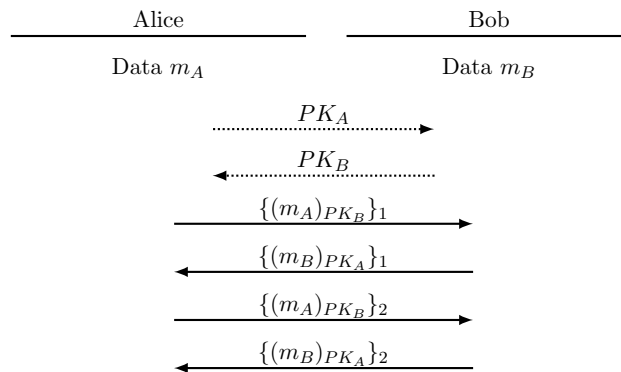 Alice Bob
Data $m_A$ Data $m_B$
$PK_A$
$PK_B$
$\{(m_A)_{PK_B}\}_1$
$\{(m_B)_{PK_A}\}_1$
$\{(m_A)_{PK_B}\}_2$
$\{(m_B)_{PK_A}\}_2$